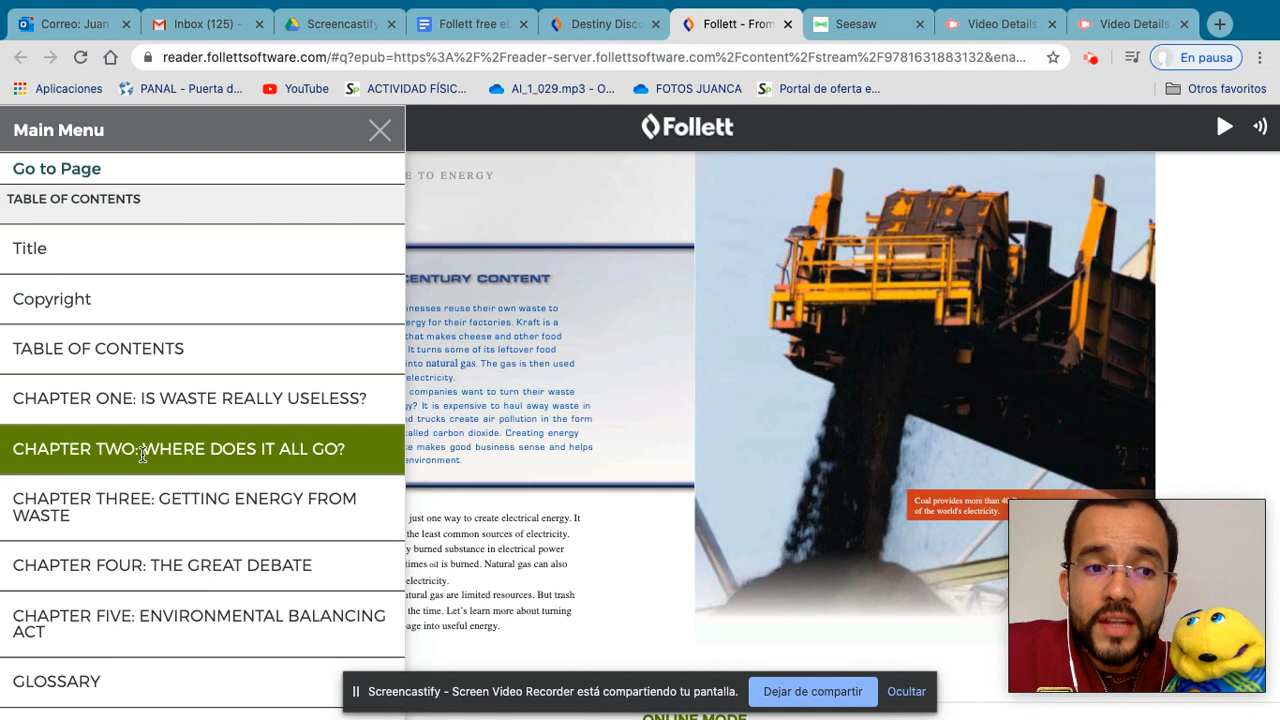 Correo: Juan
Inbox (125) -
Screencastify
Follett free e
Destiny Disc
Follett - From
Seesaw
Video Details
Video Details
reader.follettsoftware.com/#q?epub=https%3A%2F%2Freader-server.follettsoftware.com%2Fcontent%2Fstream%2F9781631883132&ena...
En pausa
Aplicaciones
PANAL - Puerta d...
YouTube
ACTIVIDAD FÍSIC...
AI_1_029.mp3 - O...
FOTOS JUANCA
Portal de oferta e...
Otros favoritos
Main Menu
Follett
Go to Page
TABLE OF CONTENTS
Title
Copyright
TABLE OF CONTENTS
CHAPTER ONE: IS WASTE REALLY USELESS?
CHAPTER TWO: WHERE DOES IT ALL GO?
CHAPTER THREE: GETTING ENERGY FROM
WASTE
CHAPTER FOUR: THE GREAT DEBATE
CHAPTER FIVE: ENVIRONMENTAL BALANCING
ACT
GLOSSARY
E TO ENERGY
CENTURY CONTENT
inesses reuse their own waste to
ergy for their factories. Kraft is a
that makes cheese and other food
It turns some of its leftover food
into natural gas. The gas is then used
electricity.
companies want to turn their waste
gy? It is expensive to haul away waste in
d trucks create air pollution in the form
called carbon dioxide. Creating energy
te makes good business sense and helps
environment.
just one way to create electrical energy. It
the least common sources of electricity.
y burned substance in electrical power
times oil is burned. Natural gas can also
electricity.
atural gas are limited resources. But trash
the time. Let's learn more about turning
age into useful energy.
Coal provides more than 40
of the world's electricity.
Screencastify - Screen Video Recorder está compartiendo tu pantalla.
Dejar de compartir
Ocultar
ONLINE MODE